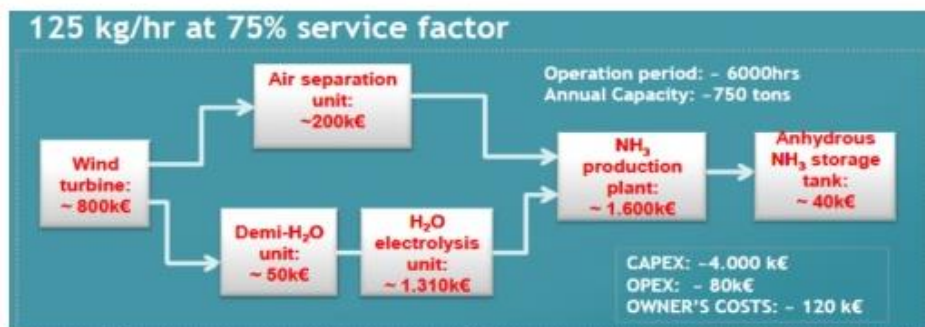 125 kg/hr at 75% service factor
Air separation
unit:
~200k€
Operation period: ~ 6000hrs
Annual Capacity: ~750 tons
Wind
turbine:
~ 800k€
Demi-H₂O
unit:
~ 50k€
H₂O
electrolysis
unit:
~ 1.310k€
NH₃
production
plant:
~ 1.600k€
Anhydrous
NH₃ storage
tank:
~ 40k€
CAPEX: ~4.000 k€
OPEX: ~ 80k€
OWNER'S COSTS: ~ 120 k€